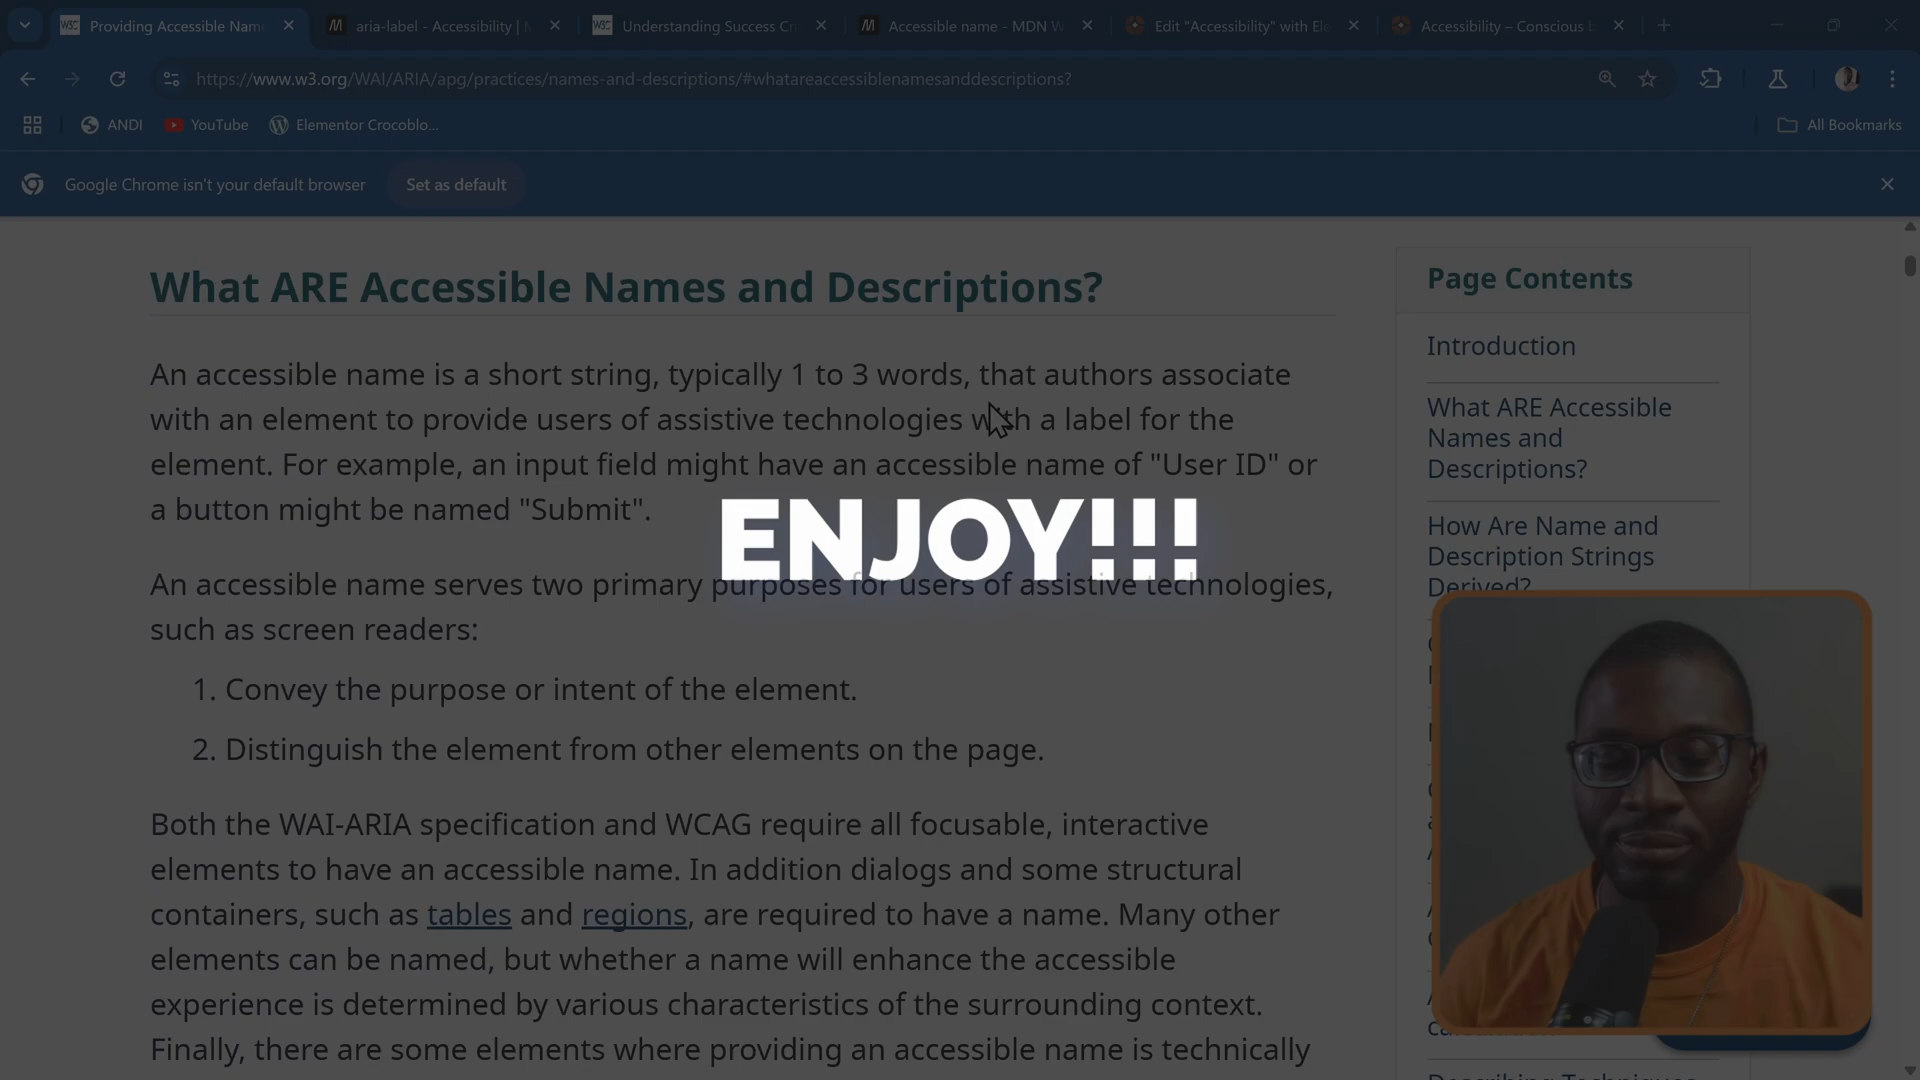 Providing Accessible Name
aria-label - Accessibility | M
Understanding Success Cri
Accessible name - MDN W
Edit "Accessibility" with Ele
Accessibility – Conscious b
https://www.w3.org/WAI/ARIA/apg/practices/names-and-descriptions/#whatareaccessiblenamesanddescriptions?
ANDI
YouTube
Elementor Crocoblo...
All Bookmarks
Google Chrome isn't your default browser
Set as default
What ARE Accessible Names and Descriptions?
An accessible name is a short string, typically 1 to 3 words, that authors associate
with an element to provide users of assistive technologies with a label for the
element. For example, an input field might have an accessible name of "User ID" or
a button might be named "Submit".
ENJOY!!!
An accessible name serves two primary purposes for users of assistive technologies,
such as screen readers:
1. Convey the purpose or intent of the element.
2. Distinguish the element from other elements on the page.
Both the WAI-ARIA specification and WCAG require all focusable, interactive
elements to have an accessible name. In addition dialogs and some structural
containers, such as tables and regions, are required to have a name. Many other
elements can be named, but whether a name will enhance the accessible
experience is determined by various characteristics of the surrounding context.
Finally, there are some elements where providing an accessible name is technically
Page Contents
Introduction
What ARE Accessible
Names and
Descriptions?
How Are Name and
Description Strings
Derived?
Describing Techniques